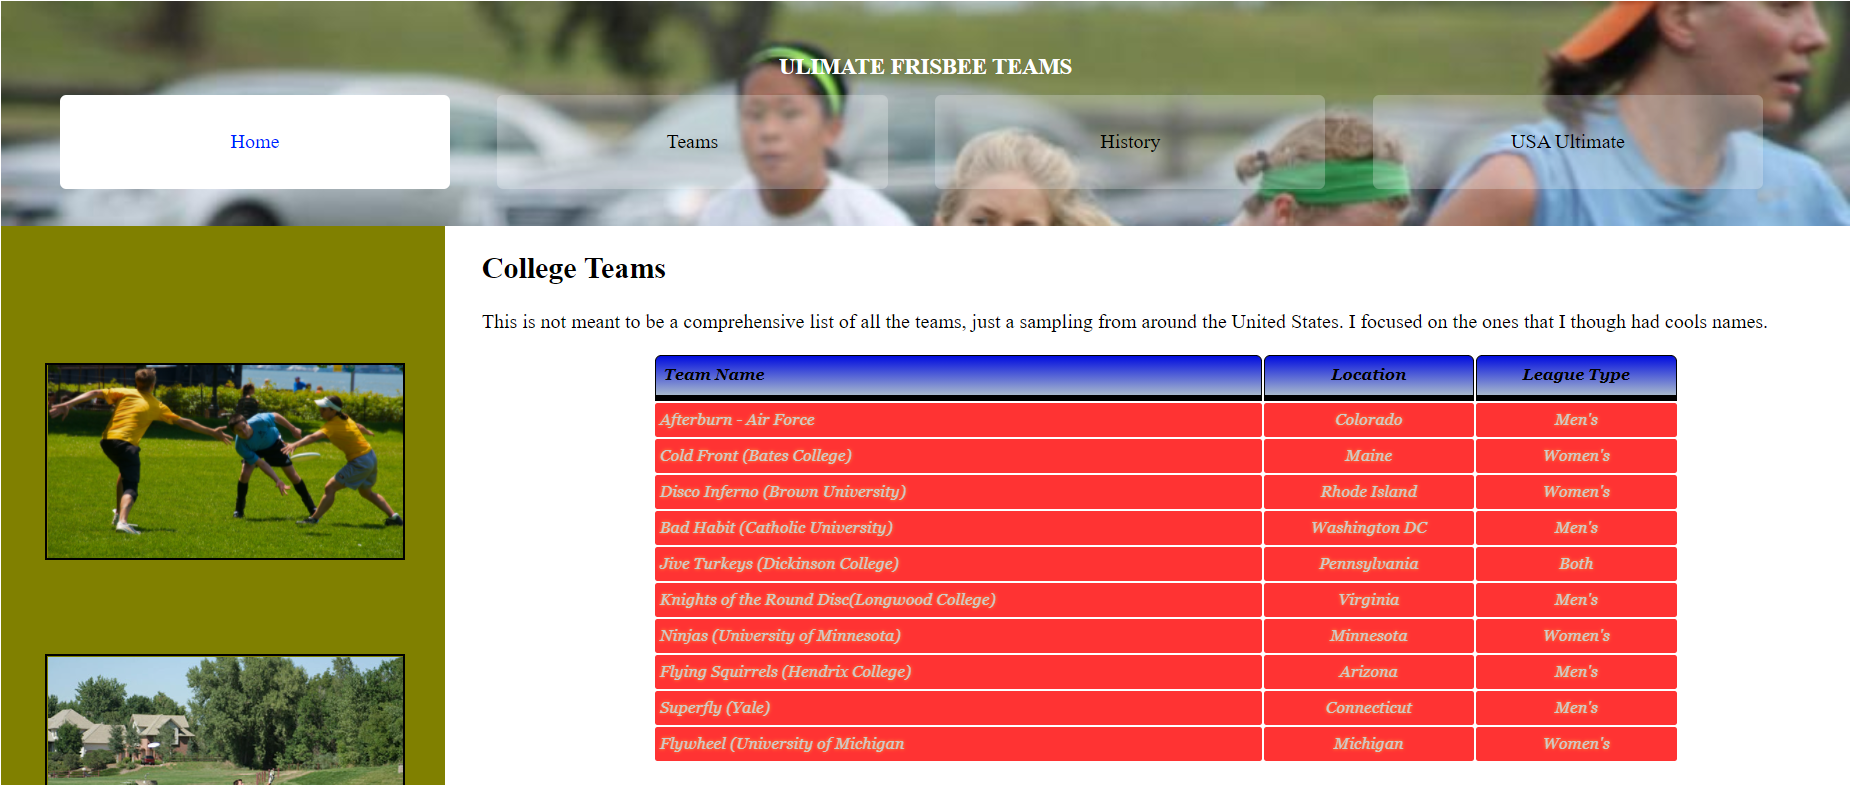 ULIMATE FRISBEE TEAMS
Home Teams History USA Ultimate
College Teams
This is not meant to be a comprehensive list of all the teams, just a sampling from around the United States. I focused on the ones that I though had cools names.
Team Name Location League Type
Afterburn - Air Force Colorado Men's
Cold Front (Bates College) Maine Women's
Disco Inferno (Brown University) Rhode Island Women's
Bad Habit (Catholic University) Washington DC Men's
Jive Turkeys (Dickinson College) Pennsylvania Both
Knights of the Round Disc(Longwood College) Virginia Men's
Ninjas (University of Minnesota) Minnesota Women's
Flying Squirrels (Hendrix College) Arizona Men's
Superfly (Yale) Connecticut Men's
Flywheel (University of Michigan Michigan Women's